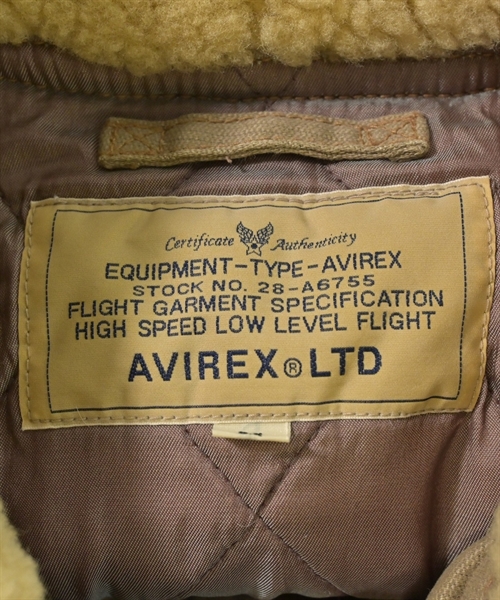 Certificate Authenticity
EQUIPMENT-TYPE-AVIREX
STOCK NO. 28-A6755
FLIGHT GARMENT SPECIFICATION
HIGH SPEED LOW LEVEL FLIGHT
AVIREX® LTD